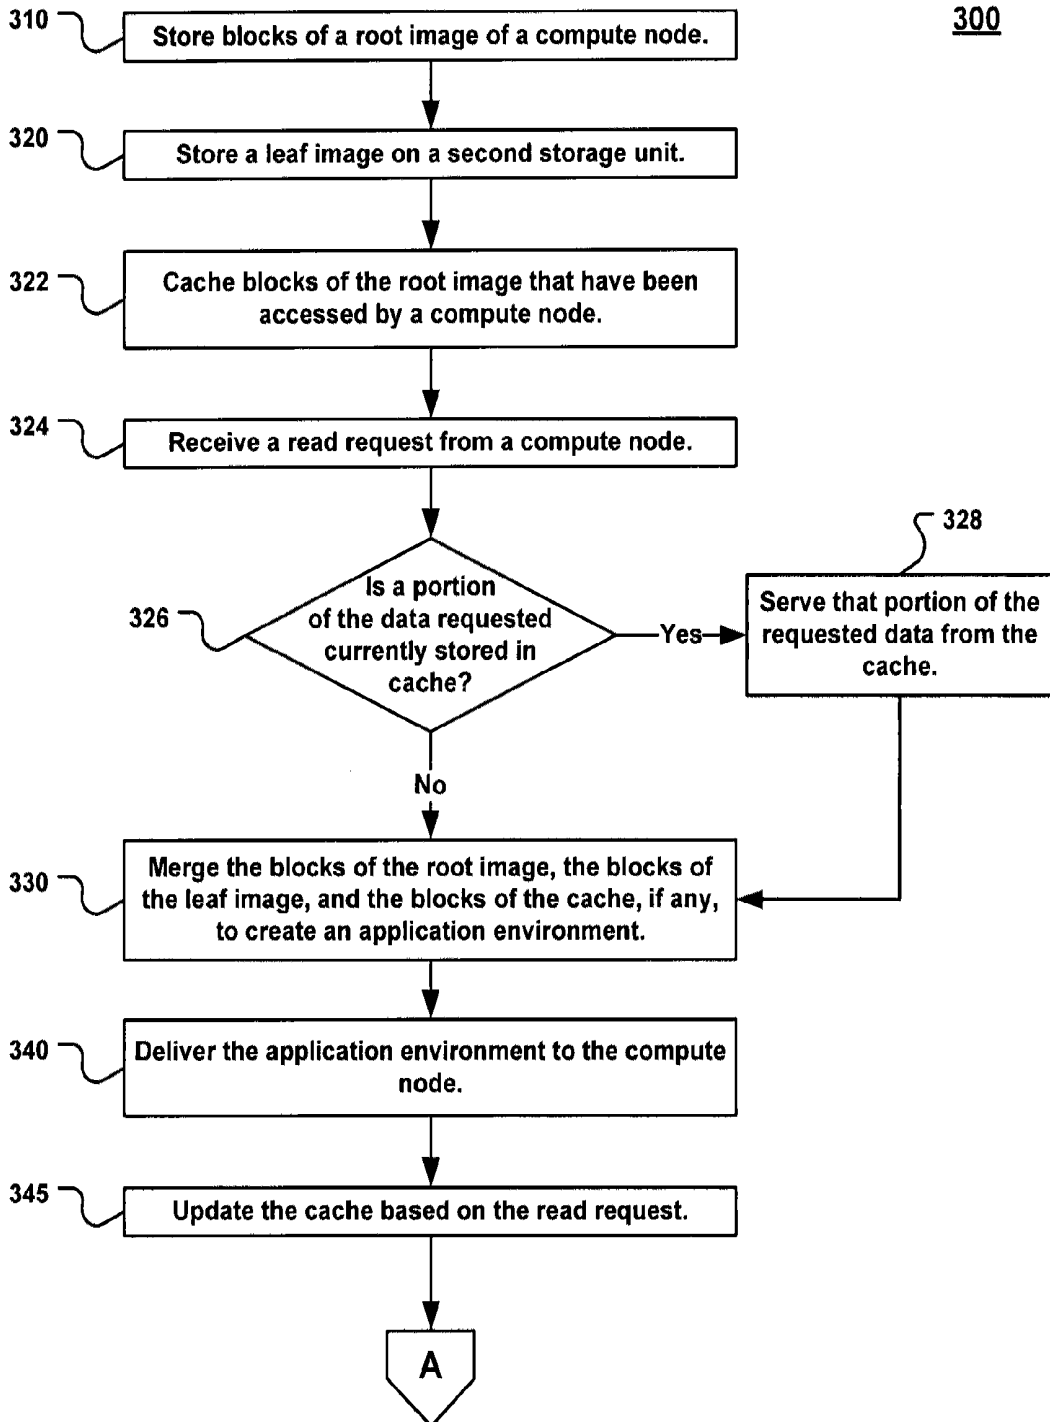 300
310
Store blocks of a root image of a compute node.
320
Store a leaf image on a second storage unit.
322
Cache blocks of the root image that have been
accessed by a compute node.
324
Receive a read request from a compute node.
326
Is a portion
of the data requested
currently stored in
cache?
Yes
328
Serve that portion of the
requested data from the
cache.
No
330
Merge the blocks of the root image, the blocks of
the leaf image, and the blocks of the cache, if any,
to create an application environment.
340
Deliver the application environment to the compute
node.
345
Update the cache based on the read request.
A